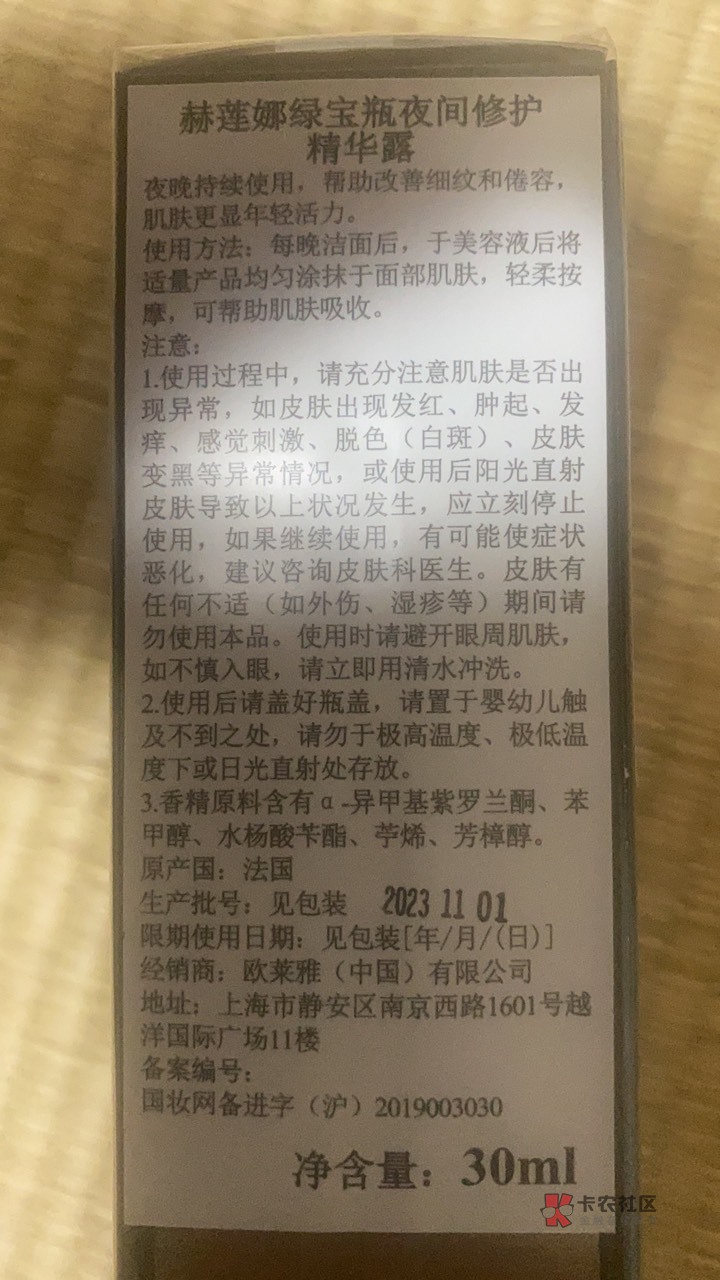 赫莲娜绿宝瓶夜间修护
精华露
夜晚持续使用，帮助改善细纹和倦容，
肌肤更显年轻活力。
使用方法：每晚洁面后，于美容液后将
适量产品均匀涂抹于面部肌肤，轻柔按
摩，可帮助肌肤吸收。
注意：
1.使用过程中，请充分注意肌肤是否出
现异常，如皮肤出现发红、肿起、发
痒、感觉刺激、脱色（白斑）、皮肤
变黑等异常情况，或使用后阳光直射
皮肤导致以上状况发生，应立刻停止
使用，如果继续使用，有可能使症状
恶化，建议咨询皮肤科医生。皮肤有
任何不适（如外伤、湿疹等）期间请
勿使用本品。使用时请避开眼周肌肤，
如不慎入眼，请立即用清水冲洗。
2.使用后请盖好瓶盖，请置于婴幼儿触
及不到之处，请勿于极高温度、极低温
度下或日光直射处存放。
3.香精原料含有α-异甲基紫罗兰酮、苯
甲醇、水杨酸苄酯、苧烯、芳樟醇。
原产国：法国
生产批号：见包装 2023 11 01
限期使用日期：见包装[年/月/(日)]
经销商：欧莱雅（中国）有限公司
地址：上海市静安区南京西路1601号越
洋国际广场11楼
备案编号：
国妆网备进字（沪）2019003030
净含量：30ml
卡农社区